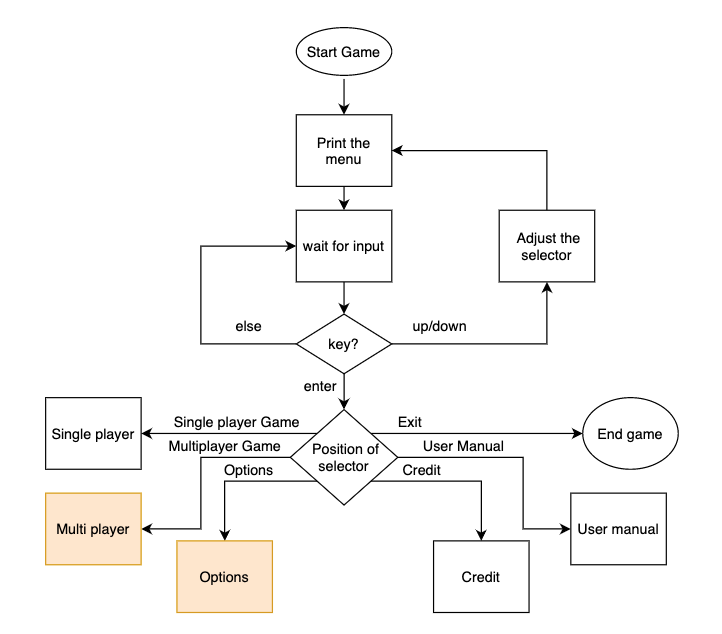 Start Game
Print the
menu
wait for input
Adjust the
selector
else
up/down
key?
enter
Single player Game
Exit
Single player
End game
Multiplayer Game
Position of
selector
User Manual
Options
Credit
Multi player
User manual
Options
Credit